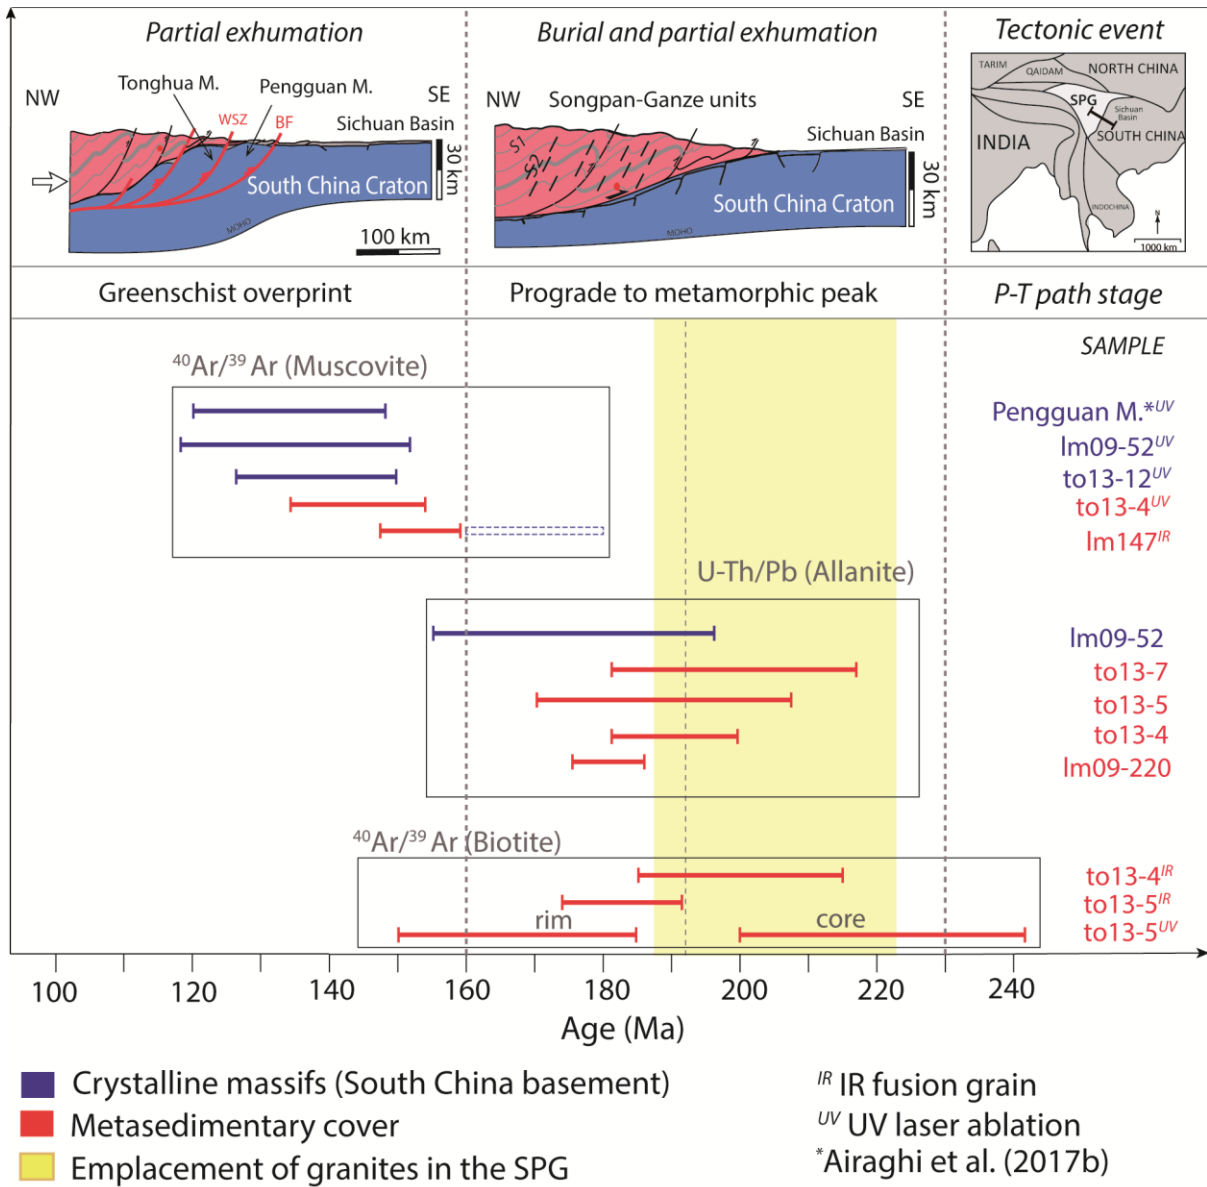 Partial exhumation
Burial and partial exhumation
Tectonic event
NW
Tonghua M.
Pengguan M.
SE
WSZ
BF
Sichuan Basin
South China Craton
MOHO
30 km
100 km
NW
Songpan-Ganze units
SE
S1
S2
Sichuan Basin
South China Craton
MOHO
30 km
TARIM
QAIDAM
NORTH CHINA
SPG
Sichuan
Basin
INDIA
SOUTH CHINA
INDOCHINA
N
1000 km
Greenschist overprint
Prograde to metamorphic peak
P-T path stage
SAMPLE
40Ar/39 Ar (Muscovite)
Pengguan M.*UV
lm09-52UV
to13-12UV
to13-4UV
lm147IR
U-Th/Pb (Allanite)
lm09-52
to13-7
to13-5
to13-4
lm09-220
40Ar/39 Ar (Biotite)
to13-4IR
to13-5IR
rim
core
to13-5UV
100 120 140 160 180 200 220 240
Age (Ma)
Crystalline massifs (South China basement)
Metasedimentary cover
Emplacement of granites in the SPG
IR IR fusion grain
UV UV laser ablation
*Airaghi et al. (2017b)